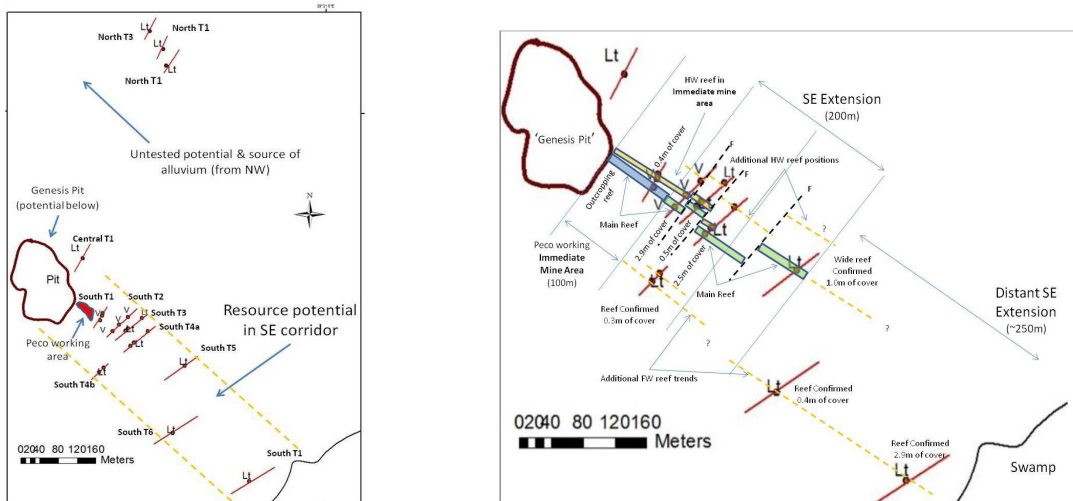 Lt
North T1
North T3
Lt
Lt
North T1
Untested potential & source of
alluvium (from NW)
N
Genesis Pit
(potential below)
Central T1
Lt
Pit
South T1
South T2
V
V
Lt
South T3
V
Lt
South T4a
Lt
Peco working
area
Resource potential
in SE corridor
South T5
Lt
South T4b
Lt
South T6
Lt
South T1
Lt
020 40 80 120160
Meters
Lt
HW reef in
Immediate mine
area
SE Extension
(200m)
'Genesis Pit'
0.4m of cover
F
Additional HW reef positions
V
V
V
Lt
F
F
V
Lt
Outcropping
reef
Main Reef
2.9m of cover
0.5m of cover
2.5m of cover
Lt
?
Peco working
Immediate
Mine Area
(100m)
Lt
Lt
Wide reef
Confirmed
1.0m of cover
Main Reef
Reef Confirmed
0.3m of cover
Distant SE
Extension
(~250m)
?
?
Additional FW reef trends
Lt
Reef Confirmed
0.4m of cover
020 40 80 120160
Meters
Reef Confirmed
2.9m of cover
Lt
Swamp